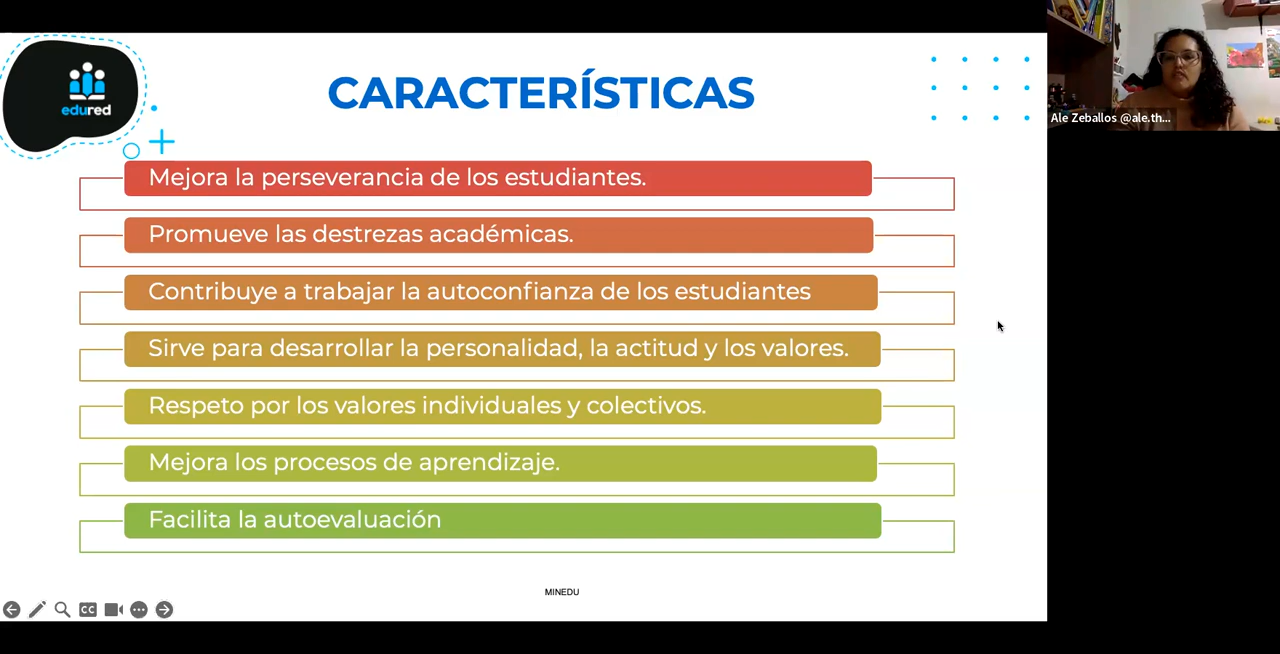 edured
CARACTERÍSTICAS
Ale Zeballos @ale.th...
Mejora la perseverancia de los estudiantes.
Promueve las destrezas académicas.
Contribuye a trabajar la autoconfianza de los estudiantes
Sirve para desarrollar la personalidad, la actitud y los valores.
Respeto por los valores individuales y colectivos.
Mejora los procesos de aprendizaje.
Facilita la autoevaluación
MINEDU
CC